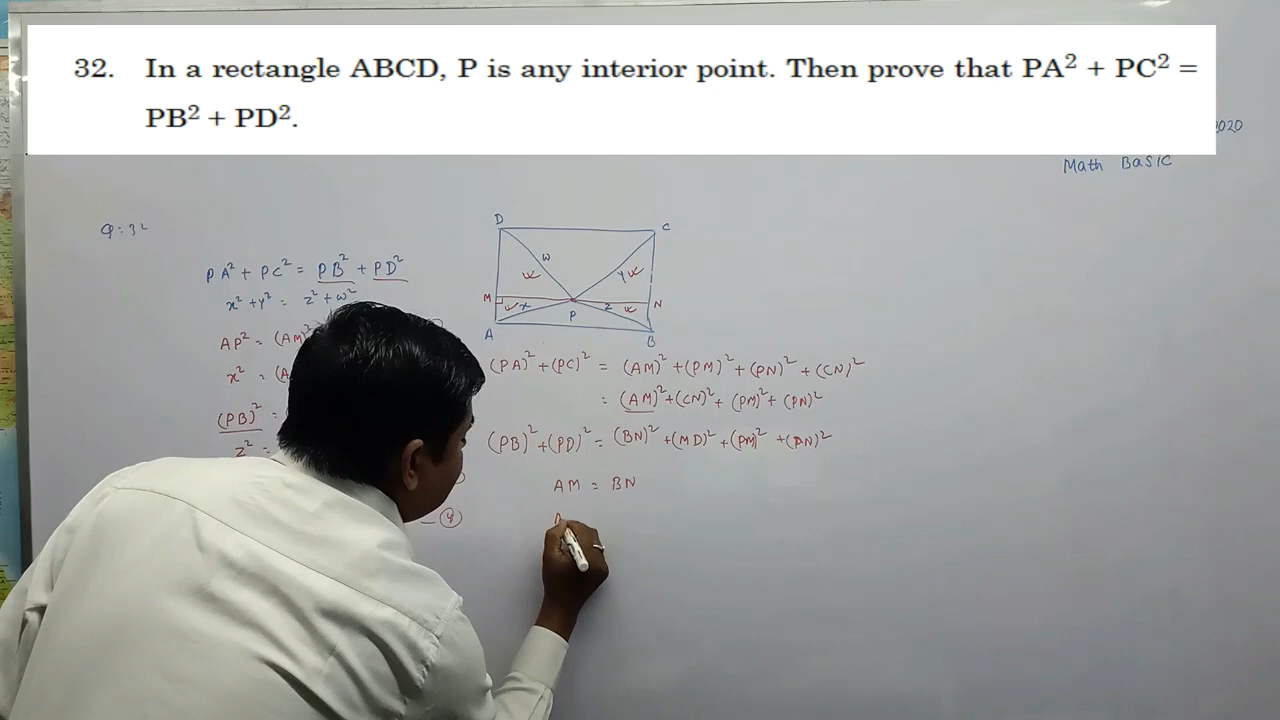 32. In a rectangle ABCD, P is any interior point. Then prove that PA² + PC² =
PB² + PD².
2020
Math BASIC
Q:32
PA² + PC² = PB² + PD²
x² + y² = z² + w²
AP² = (AM)²
x² = (A
(PB)² =
z² =
— ④
D
C
w
y
M
N
x
z
P
A
B
(PA)² + (PC)² = (AM)² + (PM)² + (PN)² + (CN)²
= (AM)² + (CN)² + (PM)² + (PN)²
(PB)² + (PD)² = (BN)² + (MD)² + (PM)² + (PN)²
AM = BN